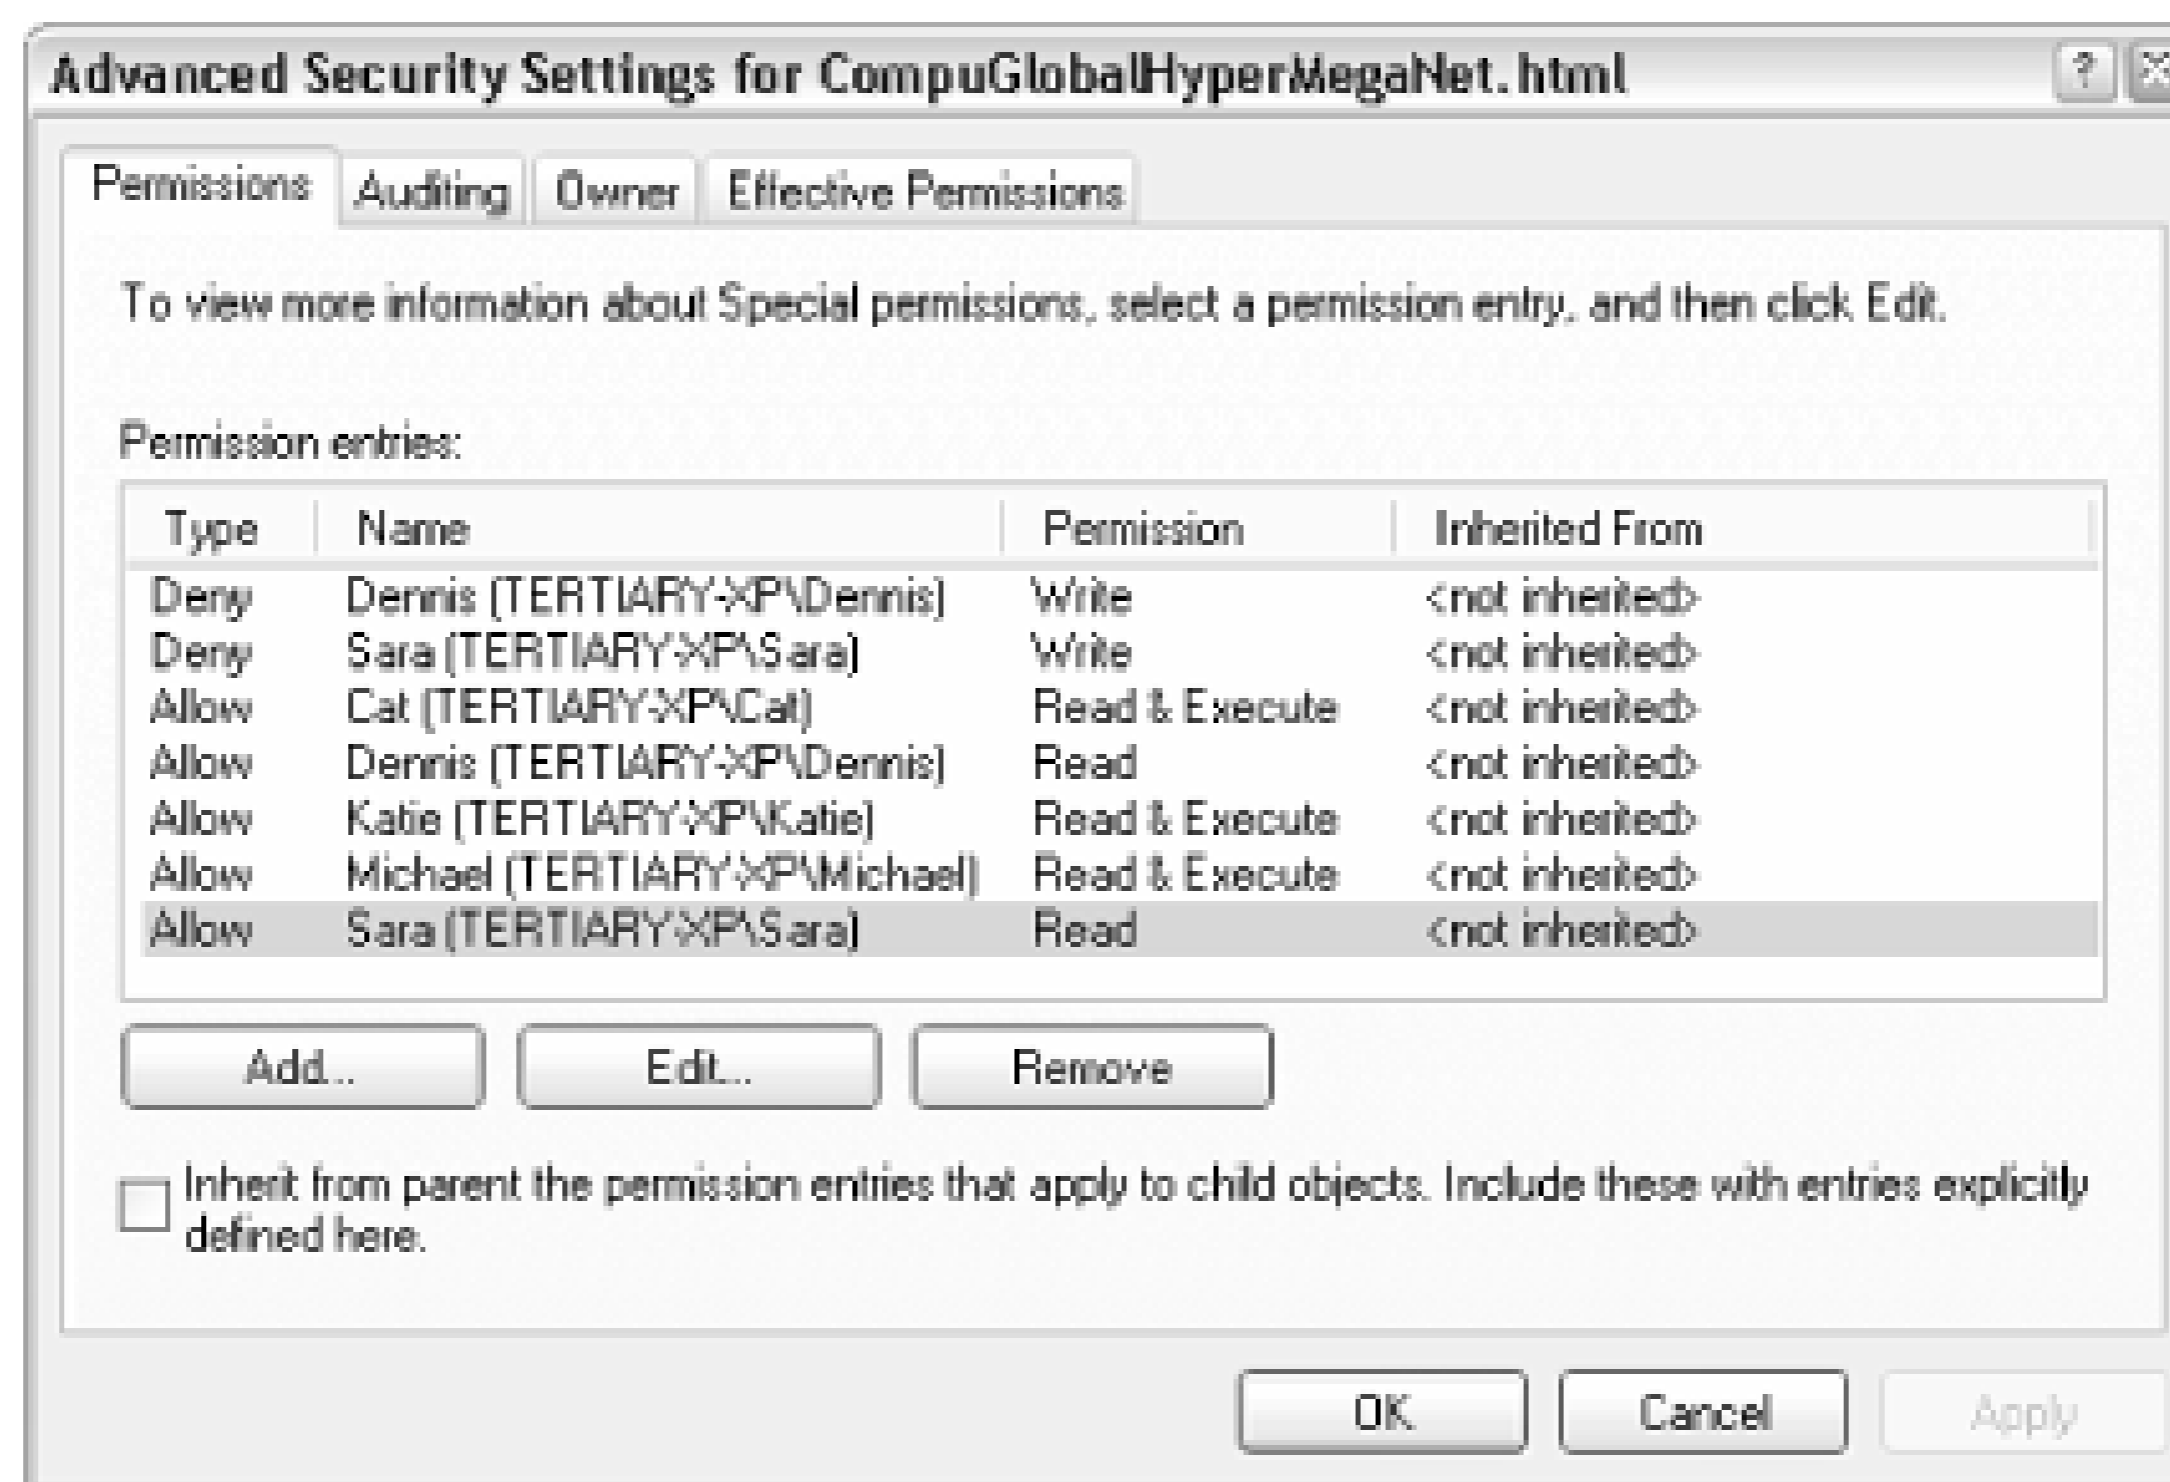 Advanced Security Settings for CompuGlobalHyperMegaNet.html ?
Permissions Auditing Owner Effective Permissions
To view more information about Special permissions, select a permission entry, and then click Edit.
Permission entries:
Type Name Permission Inherited From
Deny Dennis (TERTIARY-XP\Dennis) Write <not inherited>
Deny Sara (TERTIARY-XP\Sara) Write <not inherited>
Allow Cat (TERTIARY-XP\Cat) Read & Execute <not inherited>
Allow Dennis (TERTIARY-XP\Dennis) Read <not inherited>
Allow Katie (TERTIARY-XP\Katie) Read & Execute <not inherited>
Allow Michael (TERTIARY-XP\Michael) Read & Execute <not inherited>
Allow Sara (TERTIARY-XP\Sara) Read <not inherited>
Add... Edit... Remove
Inherit from parent the permission entries that apply to child objects. Include these with entries explicitly
defined here.
OK Cancel Apply